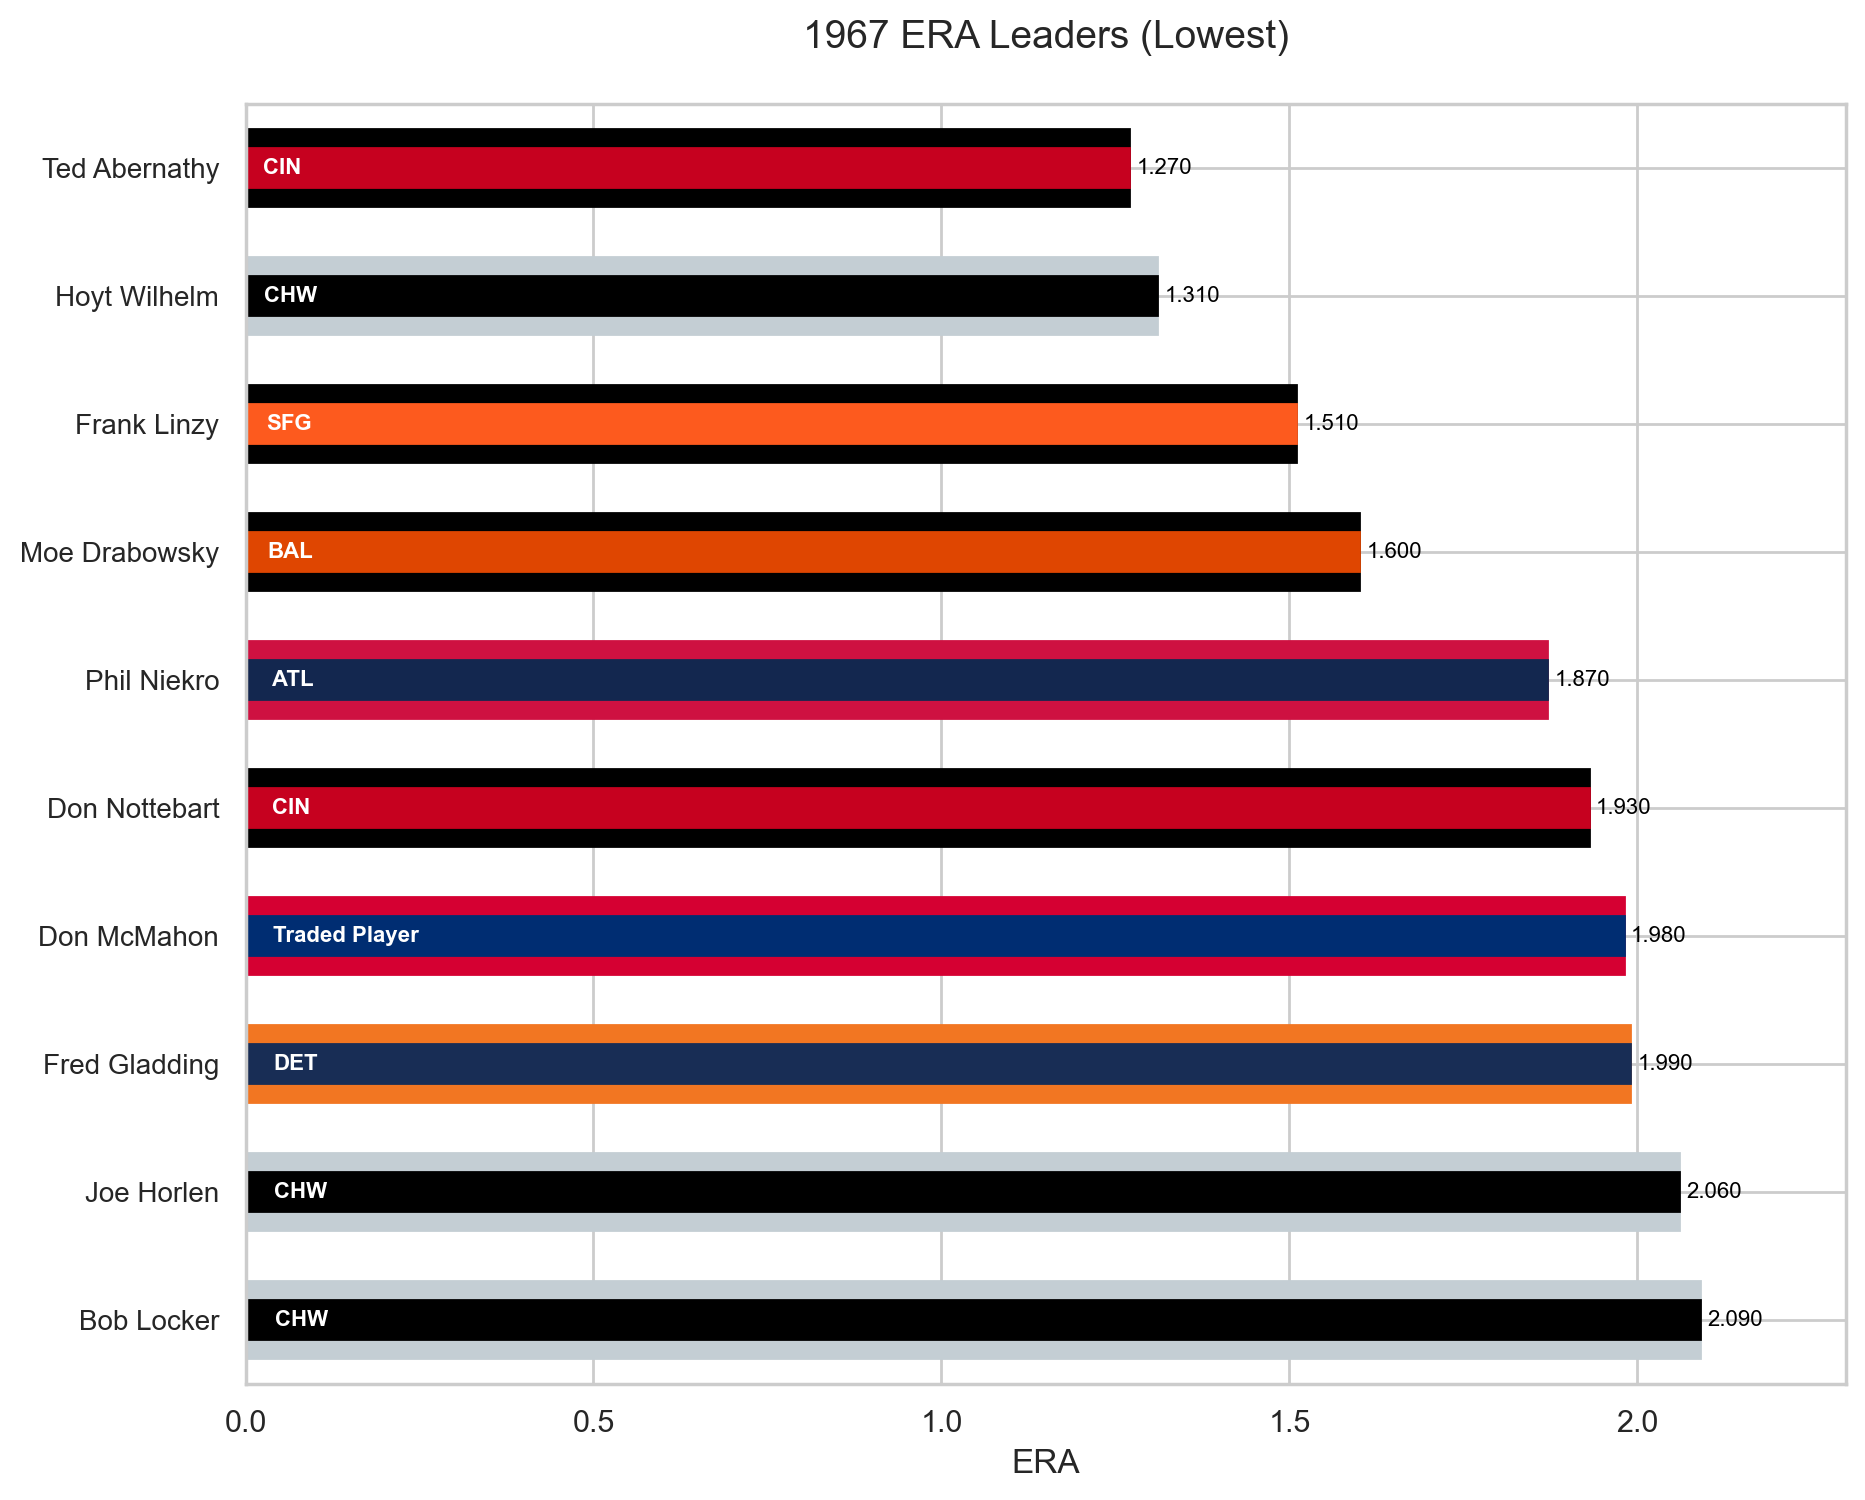 1967 ERA Leaders (Lowest)
Ted Abernathy CIN 1.270
Hoyt Wilhelm CHW 1.310
Frank Linzy SFG 1.510
Moe Drabowsky BAL 1.600
Phil Niekro ATL 1.870
Don Nottebart CIN 1.930
Don McMahon Traded Player 1.980
Fred Gladding DET 1.990
Joe Horlen CHW 2.060
Bob Locker CHW 2.090
0.0 0.5 1.0 1.5 2.0
ERA